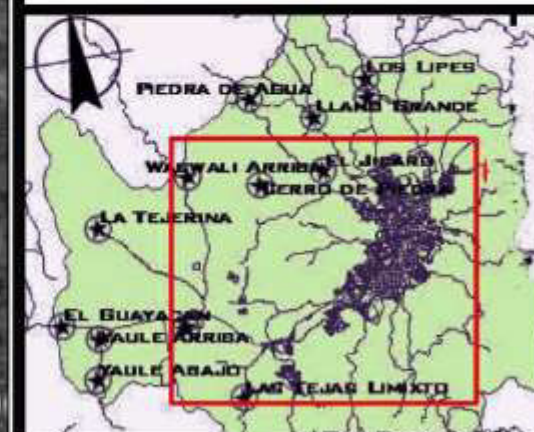 LOS LIPES
PIEDRA DE AGUA
LLANO GRANDE
WASWALI ARRIBA
EL JICARO
CERRO DE PIEDRA
LA TEJERINA
EL GUAYACAN
YAULE ARRIBA
YAULE ABAJO
LAS TEJAS LIMIXTO